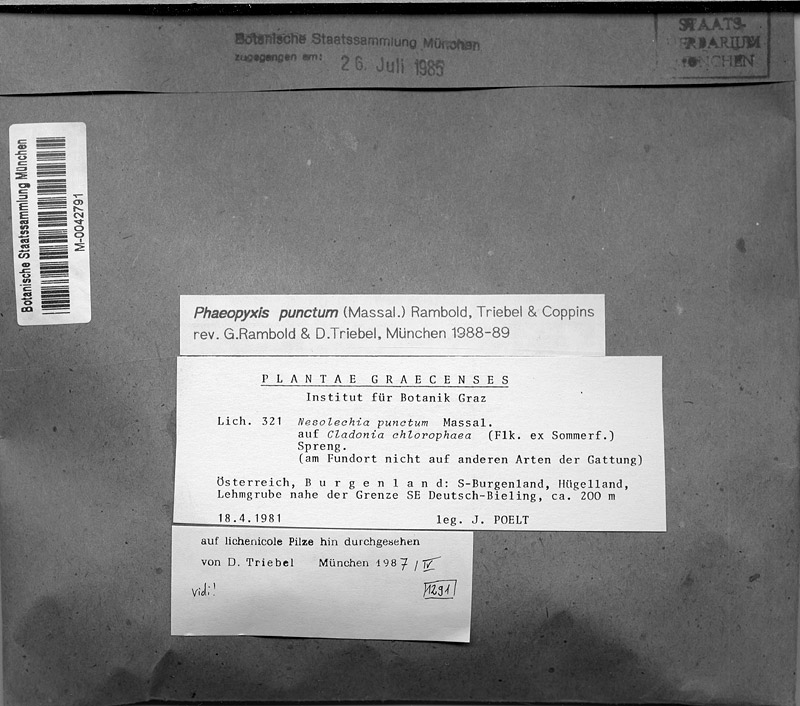 Botanische Staatssammlung München
zugegangen am: 26. Juli 1985
STAATS-
HERBARIUM
MÜNCHEN
Botanische Staatssammlung München
M-0042791
Phaeopyxis punctum (Massal.) Rambold, Triebel & Coppins
rev. G.Rambold & D.Triebel, München 1988-89
PLANTAE GRAECENSES
Institut für Botanik Graz
Lich. 321 Nesolechia punctum Massal.
auf Cladonia chlorophaea (Flk. ex Sommerf.)
Spreng.
(am Fundort nicht auf anderen Arten der Gattung)
Österreich, Burgenland: S-Burgenland, Hügelland,
Lehmgrube nahe der Grenze SE Deutsch-Bieling, ca. 200 m
18.4.1981 leg. J. POELT
auf lichenicole Pilze hin durchgesehen
von D. Triebel München 1987/IV
Vidi! 1291